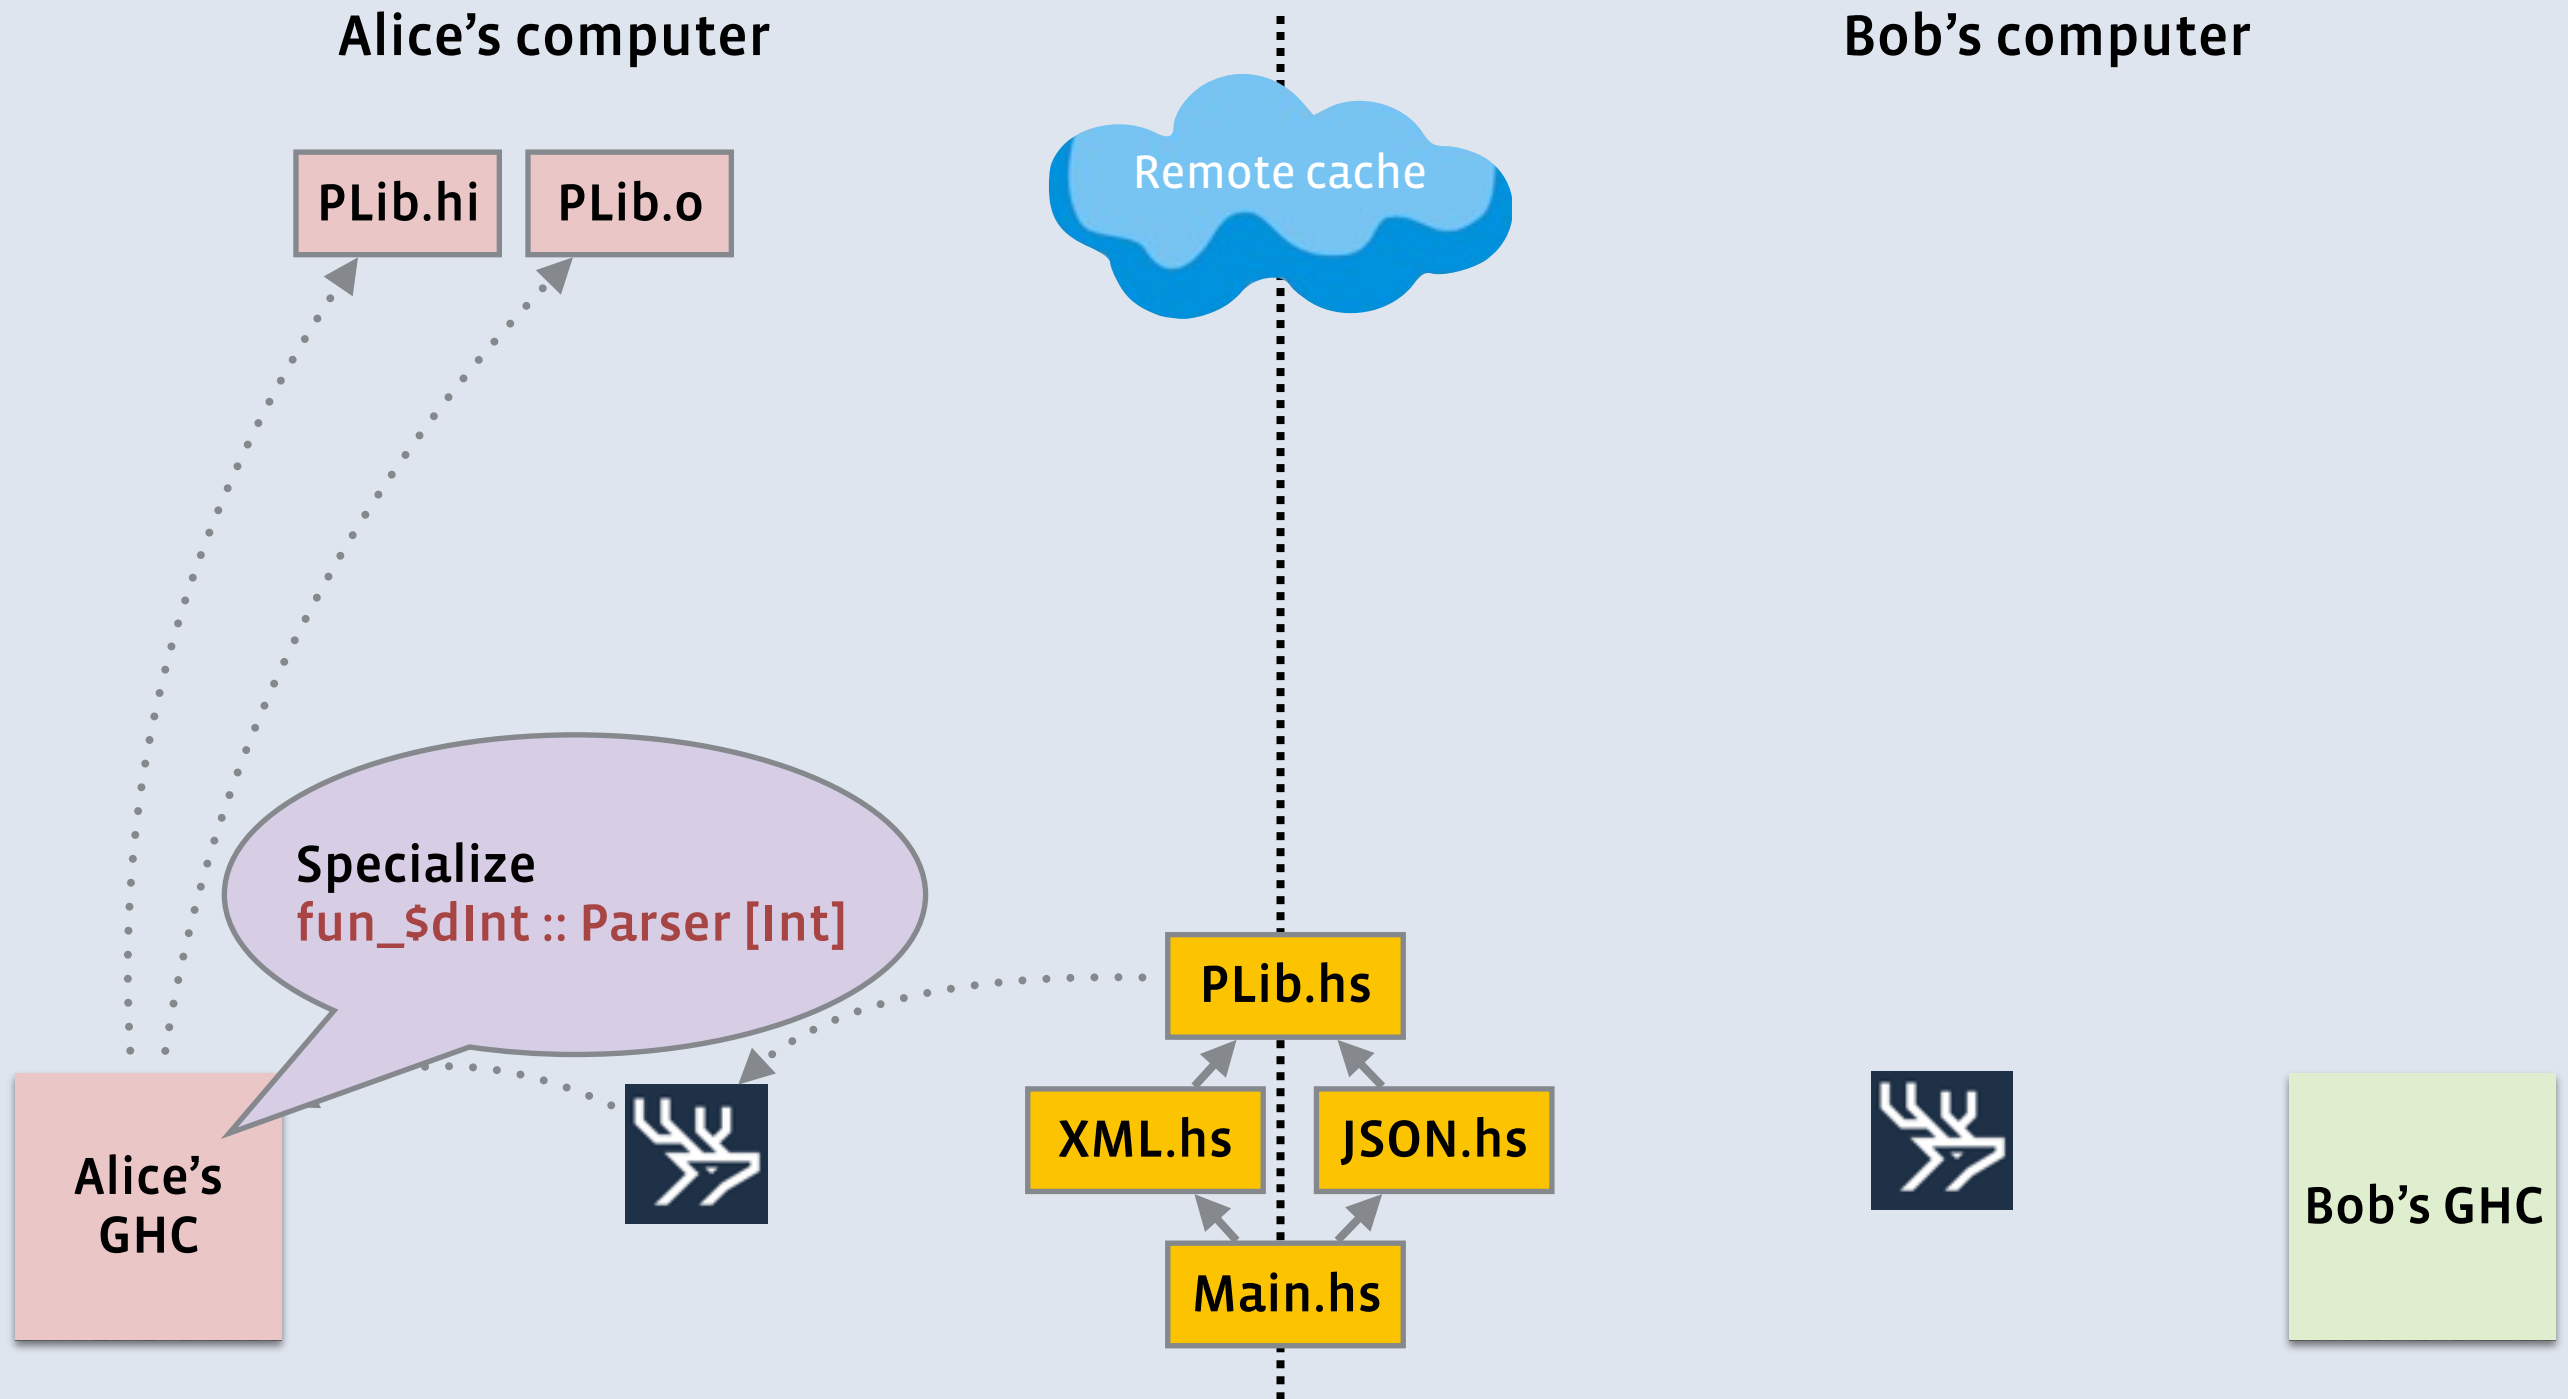 Alice’s computer
Bob’s computer
Remote cache
PLib.hi
PLib.o
Specialize
fun_$dInt :: Parser [Int]
PLib.hs
XML.hs
JSON.hs
Alice’s
GHC
Bob’s GHC
Main.hs